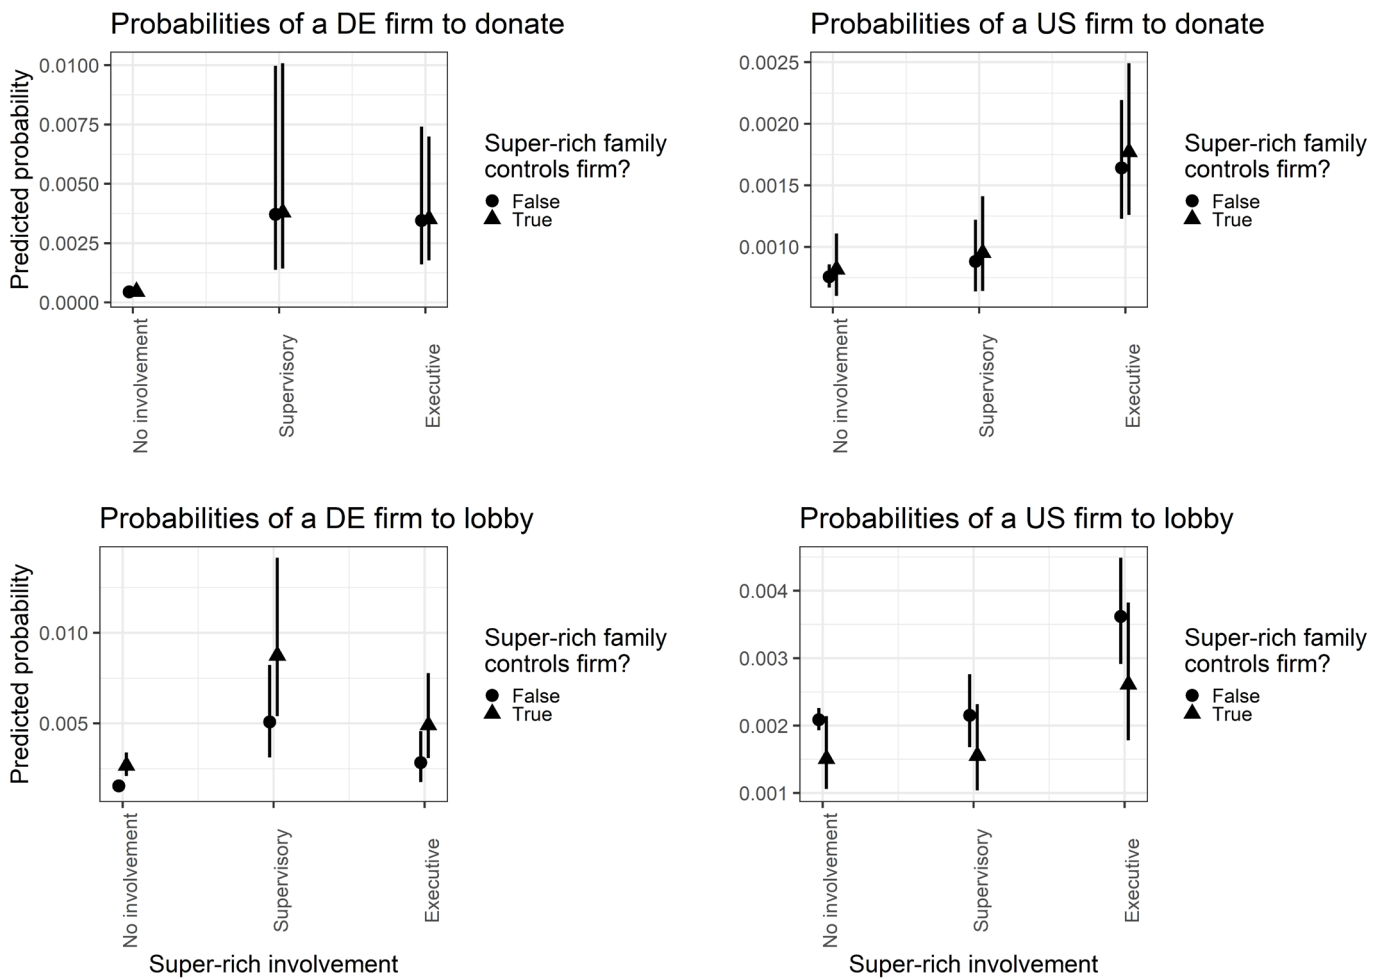 Probabilities of a DE firm to donate
Predicted probability
0.0100
0.0075
0.0050
0.0025
0.0000
No involvement
Supervisory
Executive
Super-rich family
controls firm?
False
True
Probabilities of a US firm to donate
0.0025
0.0020
0.0015
0.0010
No involvement
Supervisory
Executive
Super-rich family
controls firm?
False
True
Probabilities of a DE firm to lobby
Predicted probability
0.010
0.005
No involvement
Supervisory
Executive
Super-rich involvement
Super-rich family
controls firm?
False
True
Probabilities of a US firm to lobby
0.004
0.003
0.002
0.001
No involvement
Supervisory
Executive
Super-rich involvement
Super-rich family
controls firm?
False
True